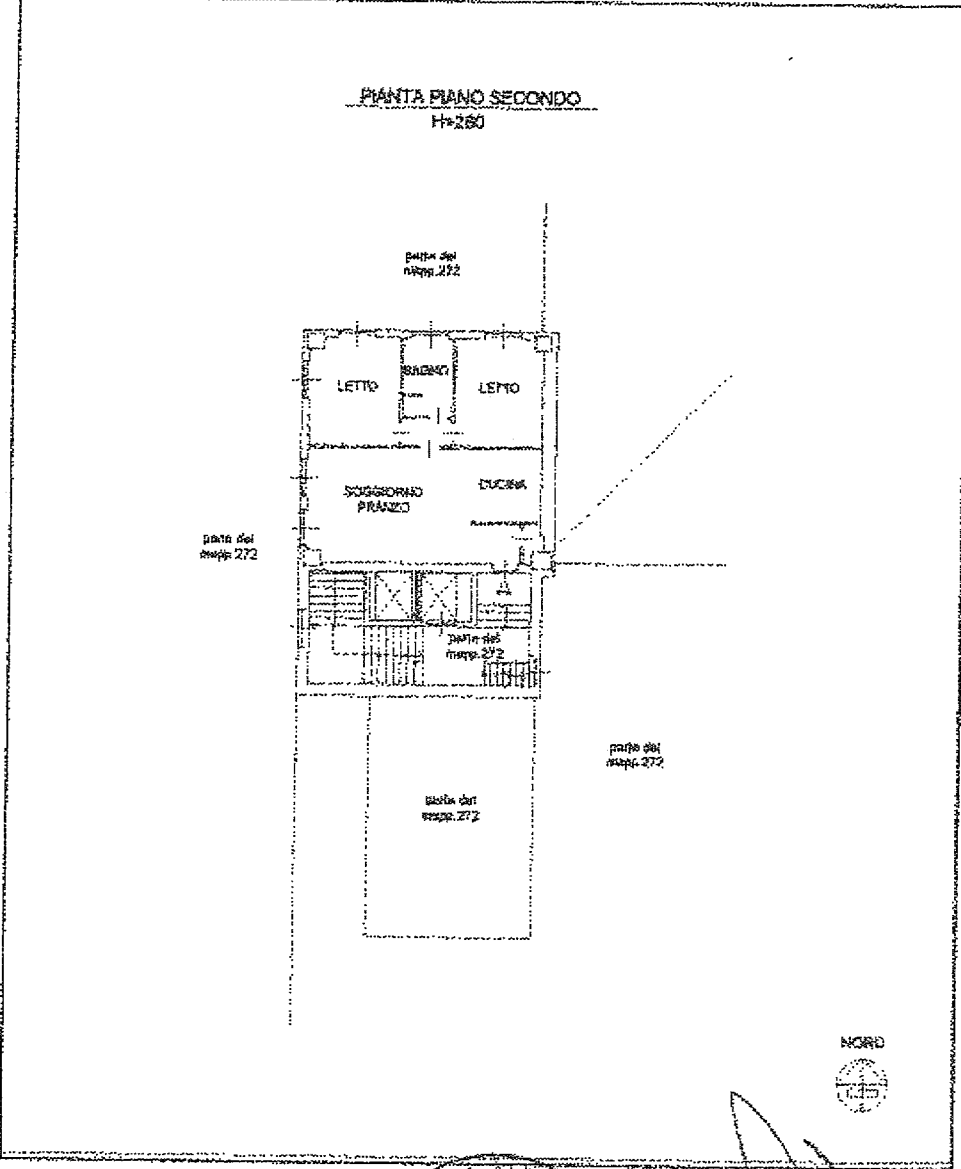 PIANTA PIANO SECONDO
H=280
parte del
mapp.272
LETTO
BAGNO
LETTO
SOGGIORNO
PRANZO
CUCINA
parte del
mapp.272
parte del
mapp.272
parte del
mapp.272
parte del
mapp.272
NORD